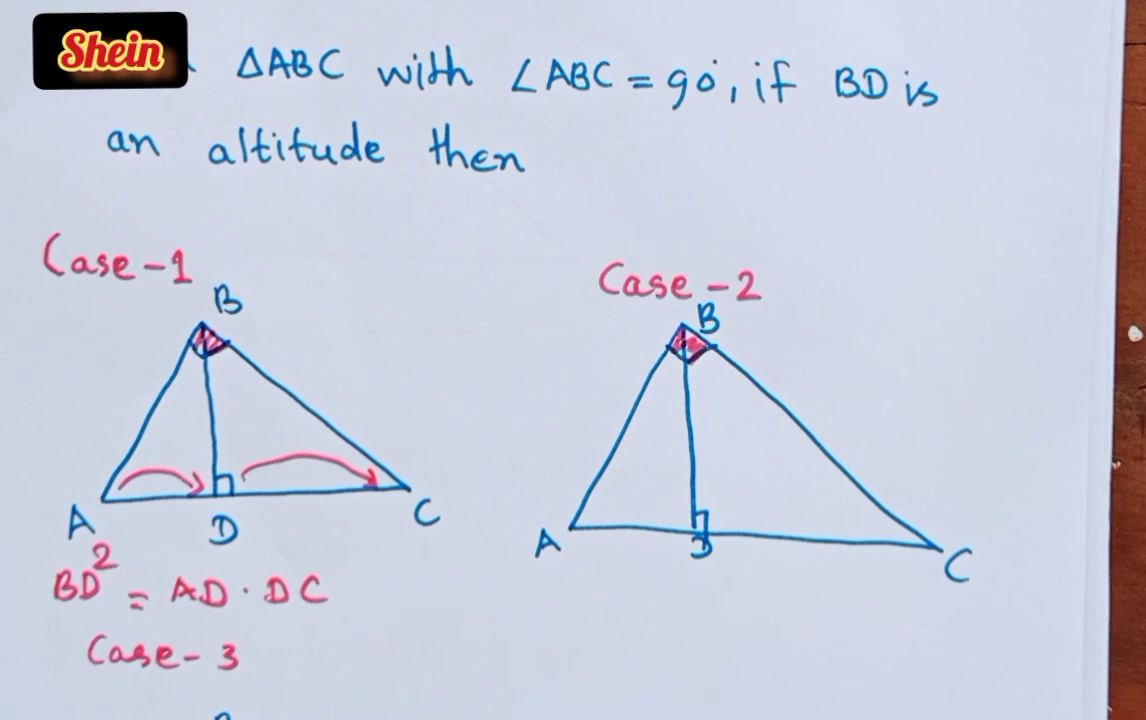 Shein
ΔABC with ∠ABC = 90°, if BD is
an altitude then
Case-1
B
A
D
C
BD² = AD · DC
Case-2
B
A
D
C
Case-3